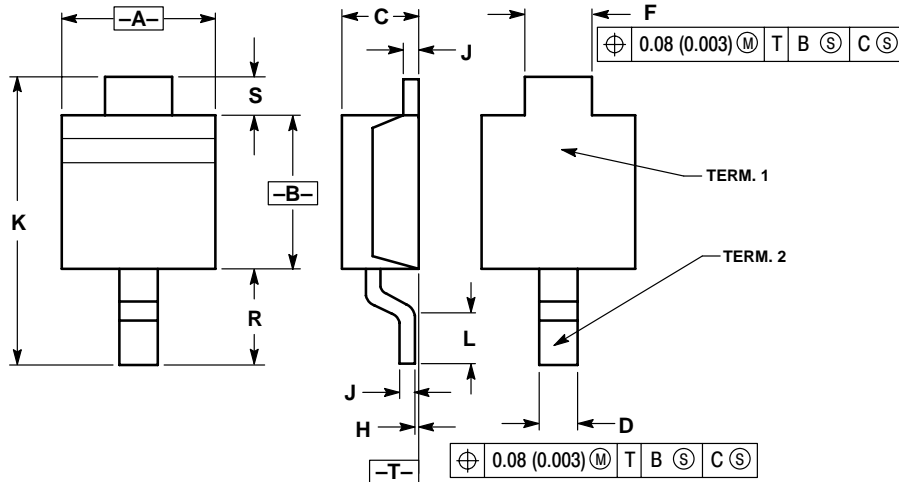 –A–
C
F
⌖ 0.08 (0.003) Ⓜ T B Ⓢ C Ⓢ
J
S
K
–B–
TERM. 1
TERM. 2
R
L
J
H
D
⌖ 0.08 (0.003) Ⓜ T B Ⓢ C Ⓢ
–T–